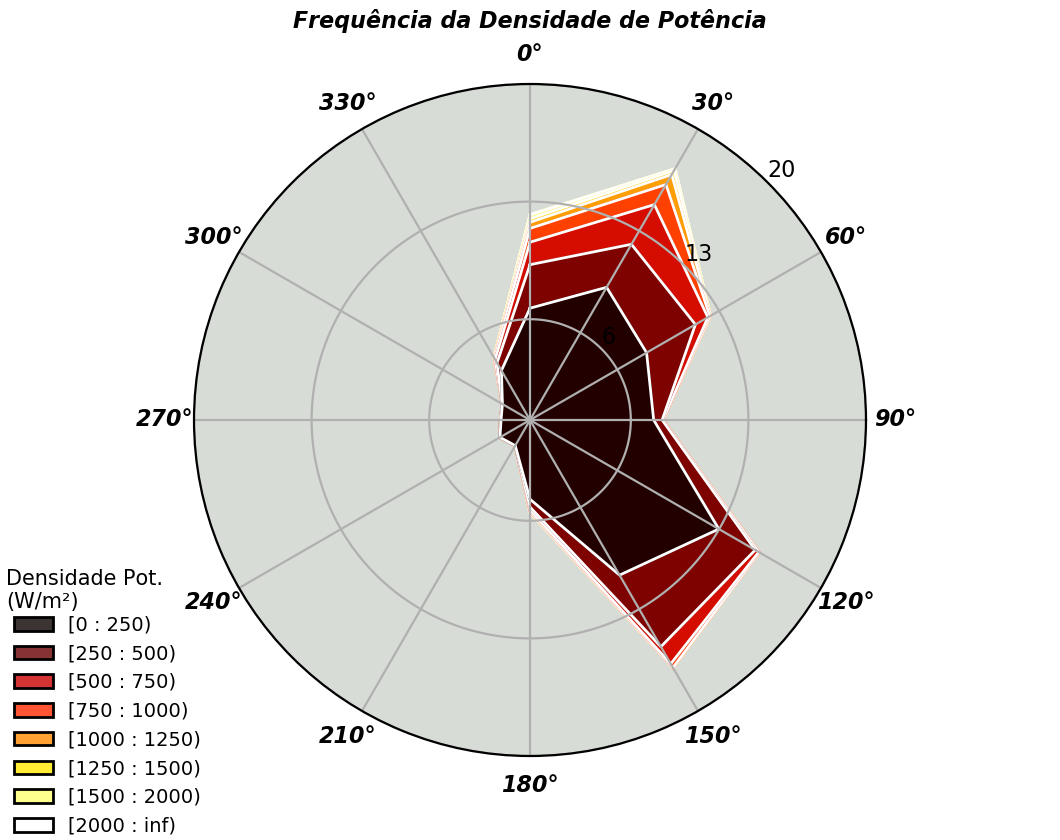 Frequência da Densidade de Potência
0°
330°
30°
20
300°
60°
13
6
270°
90°
240°
120°
210°
150°
180°
Densidade Pot.
(W/m²)
[0 : 250)
[250 : 500)
[500 : 750)
[750 : 1000)
[1000 : 1250)
[1250 : 1500)
[1500 : 2000)
[2000 : inf)